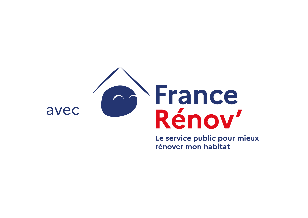 avec
France
Rénov’
Le service public pour mieux
rénover mon habitat